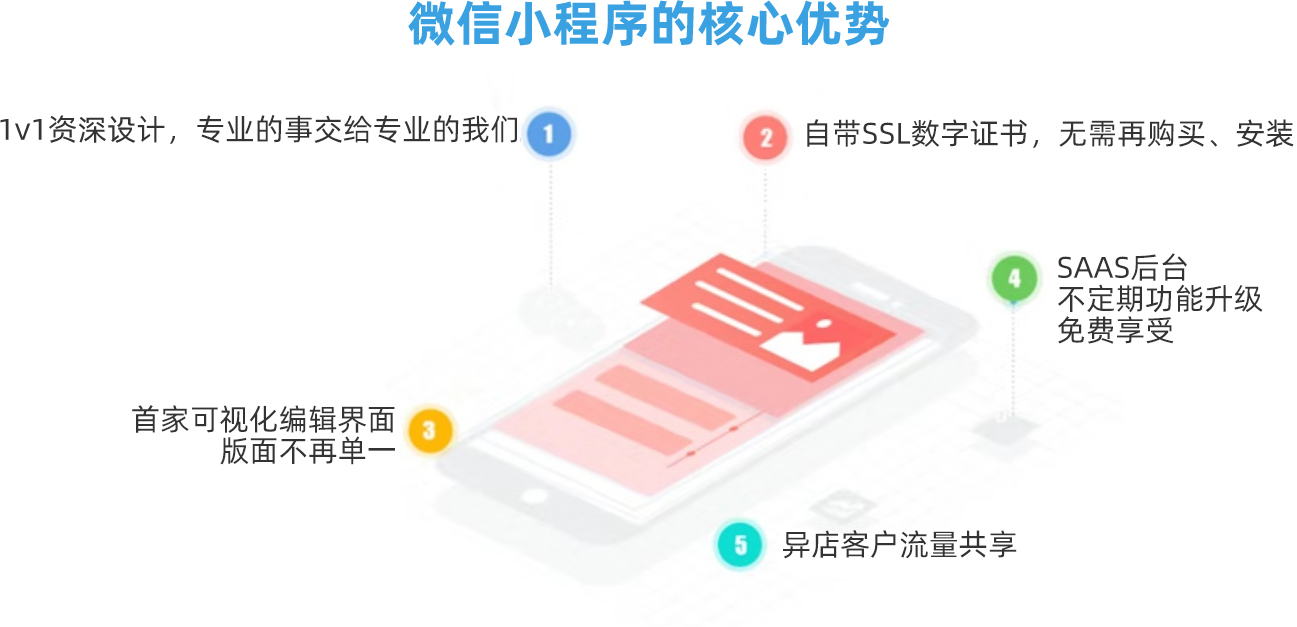 微信小程序的核心优势
1v1资深设计，专业的事交给专业的我们
1
2
自带SSL数字证书，无需再购买、安装
4
SAAS后台
不定期功能升级
免费享受
首家可视化编辑界面
版面不再单一
3
5
异店客户流量共享